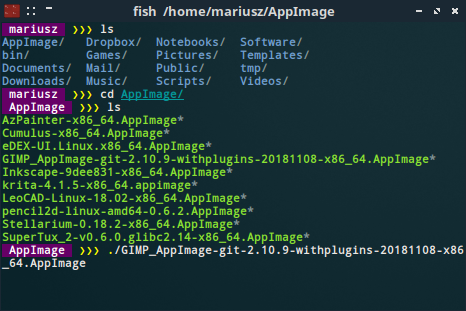 fish /home/mariusz/AppImage
mariusz ❯❯❯ ls
AppImage/ Dropbox/ Notebooks/ Software/
bin/ Games/ Pictures/ Templates/
Documents/ Mail/ Public/ tmp/
Downloads/ Music/ Scripts/ Videos/
mariusz ❯❯❯ cd AppImage/
AppImage ❯❯❯ ls
AzPainter-x86_64.AppImage*
Cumulus-x86_64.AppImage*
eDEX-UI.Linux.x86_64.AppImage*
GIMP_AppImage-git-2.10.9-withplugins-20181108-x86_64.AppImage*
Inkscape-9dee831-x86_64.AppImage*
krita-4.1.5-x86_64.appimage*
LeoCAD-Linux-18.02-x86_64.AppImage*
pencil2d-linux-amd64-0.6.2.AppImage*
Stellarium-0.18.2-x86_64.AppImage*
SuperTux_2-v0.6.0.glibc2.14-x86_64.AppImage*
AppImage ❯❯❯ ./GIMP_AppImage-git-2.10.9-withplugins-20181108-x86
_64.AppImage